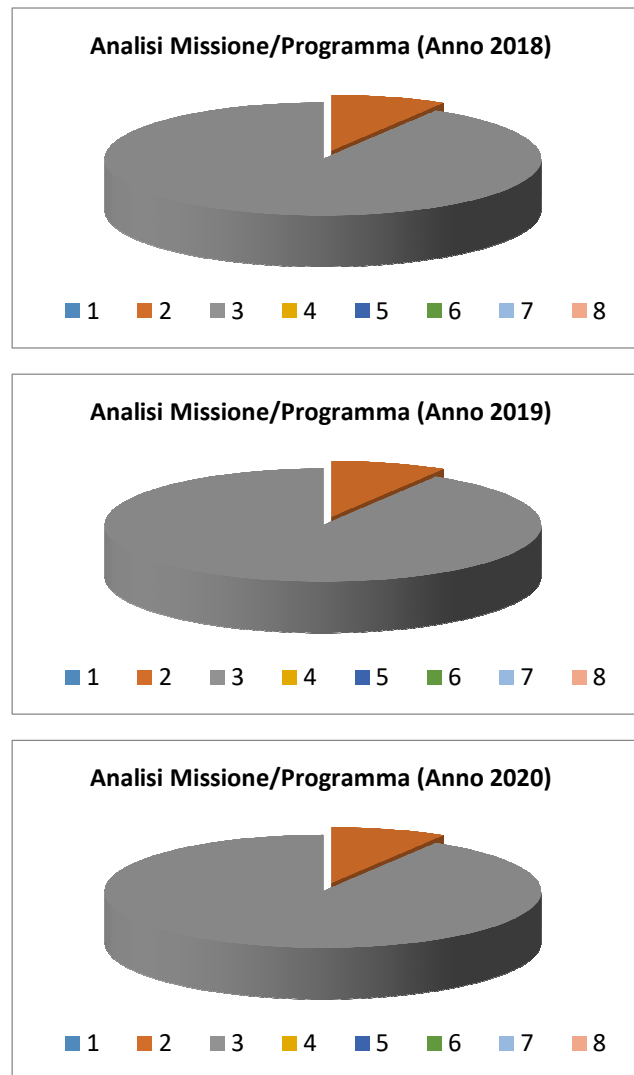 Analisi Missione/Programma (Anno 2018)
1 2 3 4 5 6 7 8
Analisi Missione/Programma (Anno 2019)
1 2 3 4 5 6 7 8
Analisi Missione/Programma (Anno 2020)
1 2 3 4 5 6 7 8